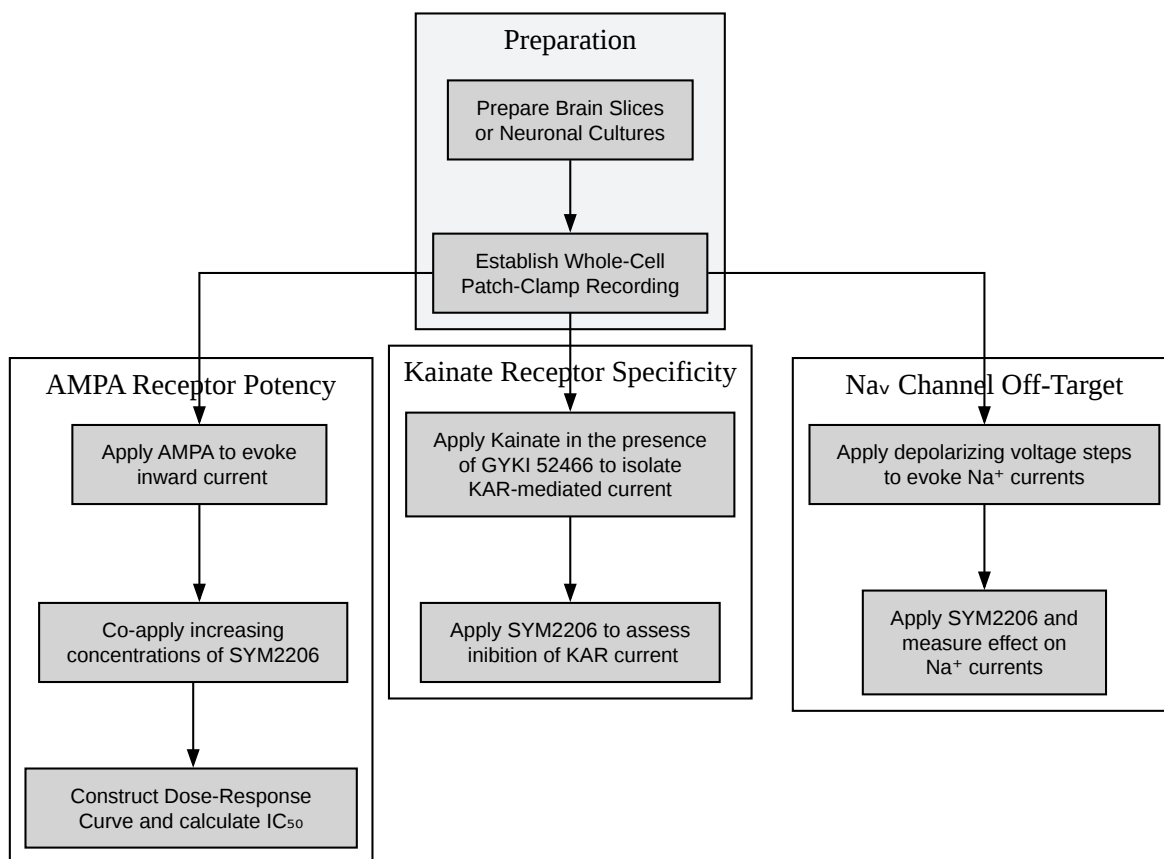 Preparation
Prepare Brain Slices
or Neuronal Cultures
Establish Whole-Cell
Patch-Clamp Recording
AMPA Receptor Potency
Apply AMPA to evoke
inward current
Co-apply increasing
concentrations of SYM2206
Construct Dose-Response
Curve and calculate IC₅₀
Kainate Receptor Specificity
Apply Kainate in the presence
of GYKI 52466 to isolate
KAR-mediated current
Apply SYM2206 to assess
inibition of KAR current
Naᵥ Channel Off-Target
Apply depolarizing voltage steps
to evoke Na⁺ currents
Apply SYM2206 and
measure effect on
Na⁺ currents